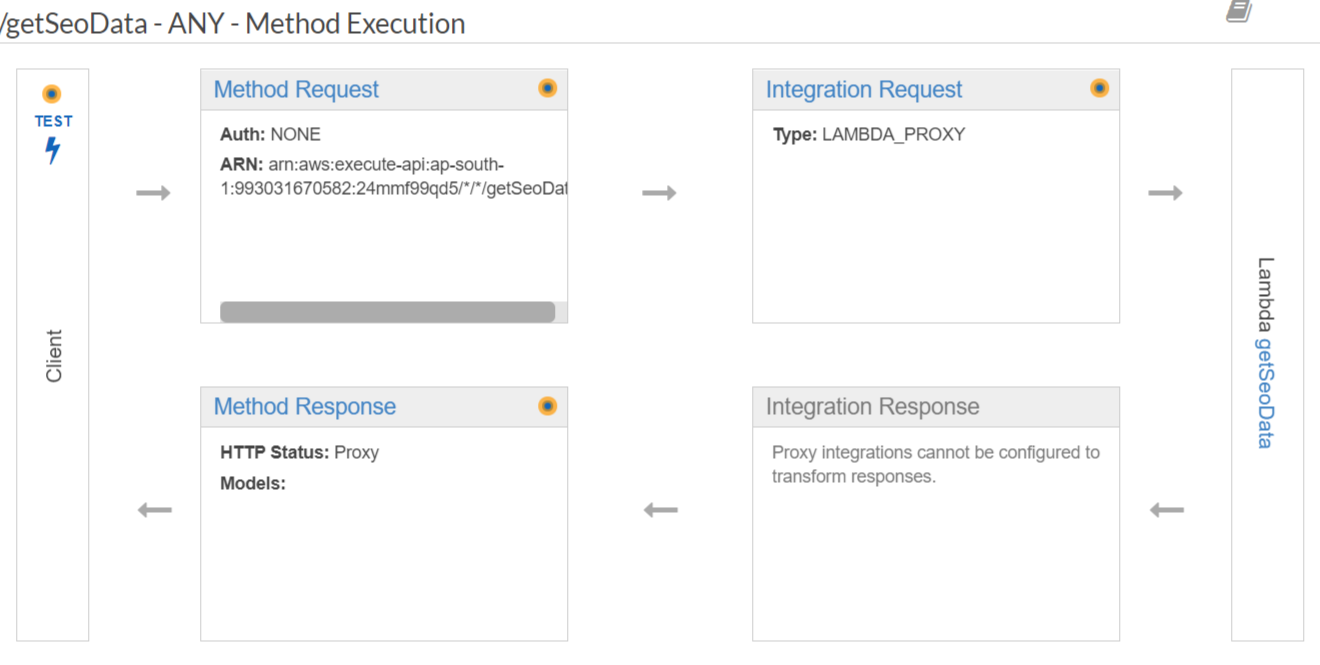 /getSeoData - ANY - Method Execution
TEST
Client
Method Request
Auth: NONE
ARN: arn:aws:execute-api:ap-south-
1:993031670582:24mmf99qd5/*/*/getSeoDat
Integration Request
Type: LAMBDA_PROXY
Lambda getSeoData
Method Response
HTTP Status: Proxy
Models:
Integration Response
Proxy integrations cannot be configured to
transform responses.